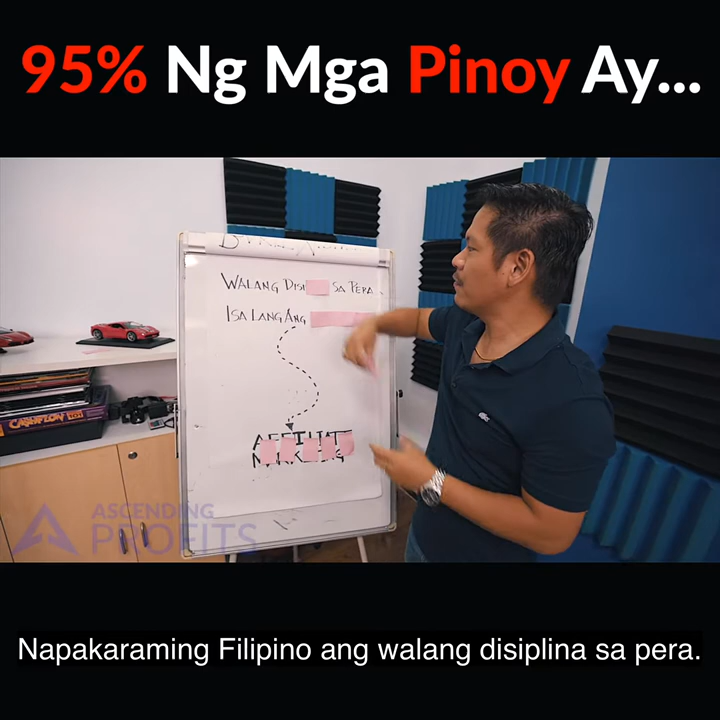 95% Ng Mga Pinoy Ay...
WALANG DISI SA PERA
ISA LANG ANG
AFFILIATE
ASCENDING
PROFITS
Napakaraming Filipino ang walang disiplina sa pera.